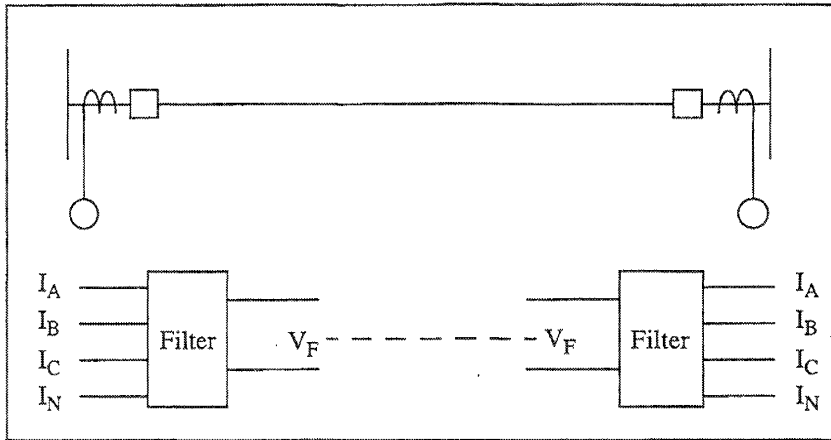 I_A I_A
I_B I_B
Filter V_F V_F Filter
I_C I_C
I_N I_N